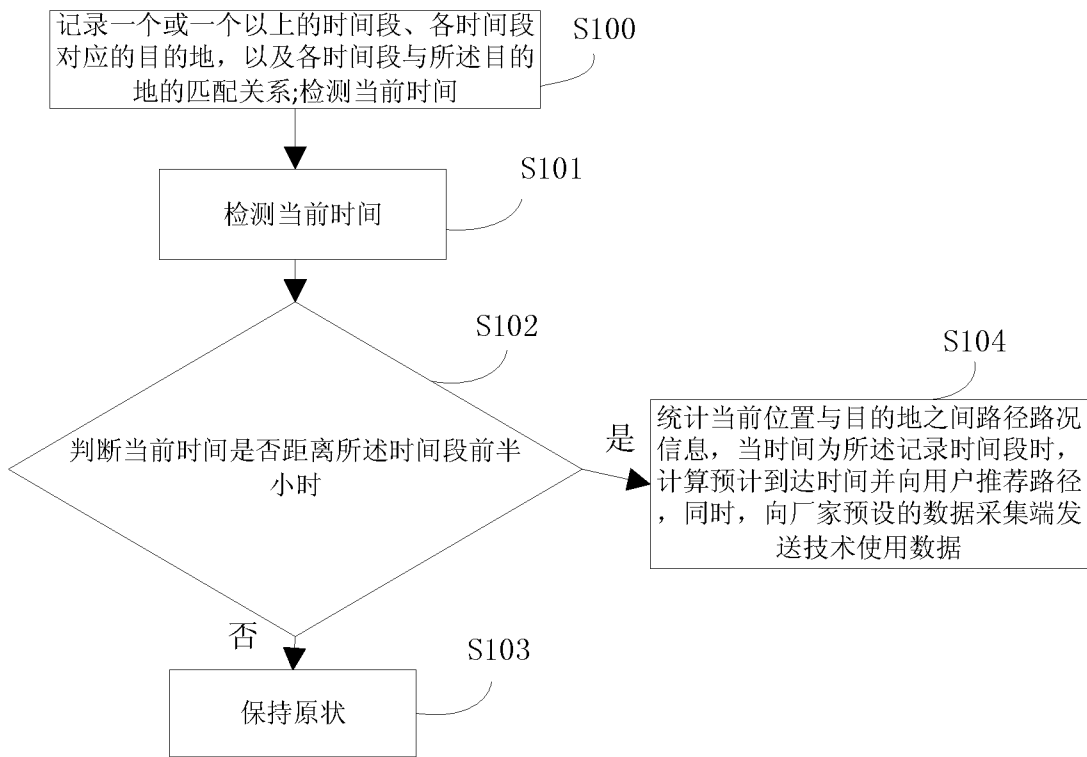 记录一个或一个以上的时间段、各时间段
对应的目的地，以及各时间段与所述目的
地的匹配关系;检测当前时间
S100
S101
检测当前时间
S102
判断当前时间是否距离所述时间段前半
小时
是
S104
统计当前位置与目的地之间路径路况
信息，当时间为所述记录时间段时，
计算预计到达时间并向用户推荐路径
，同时，向厂家预设的数据采集端发
送技术使用数据
否
S103
保持原状